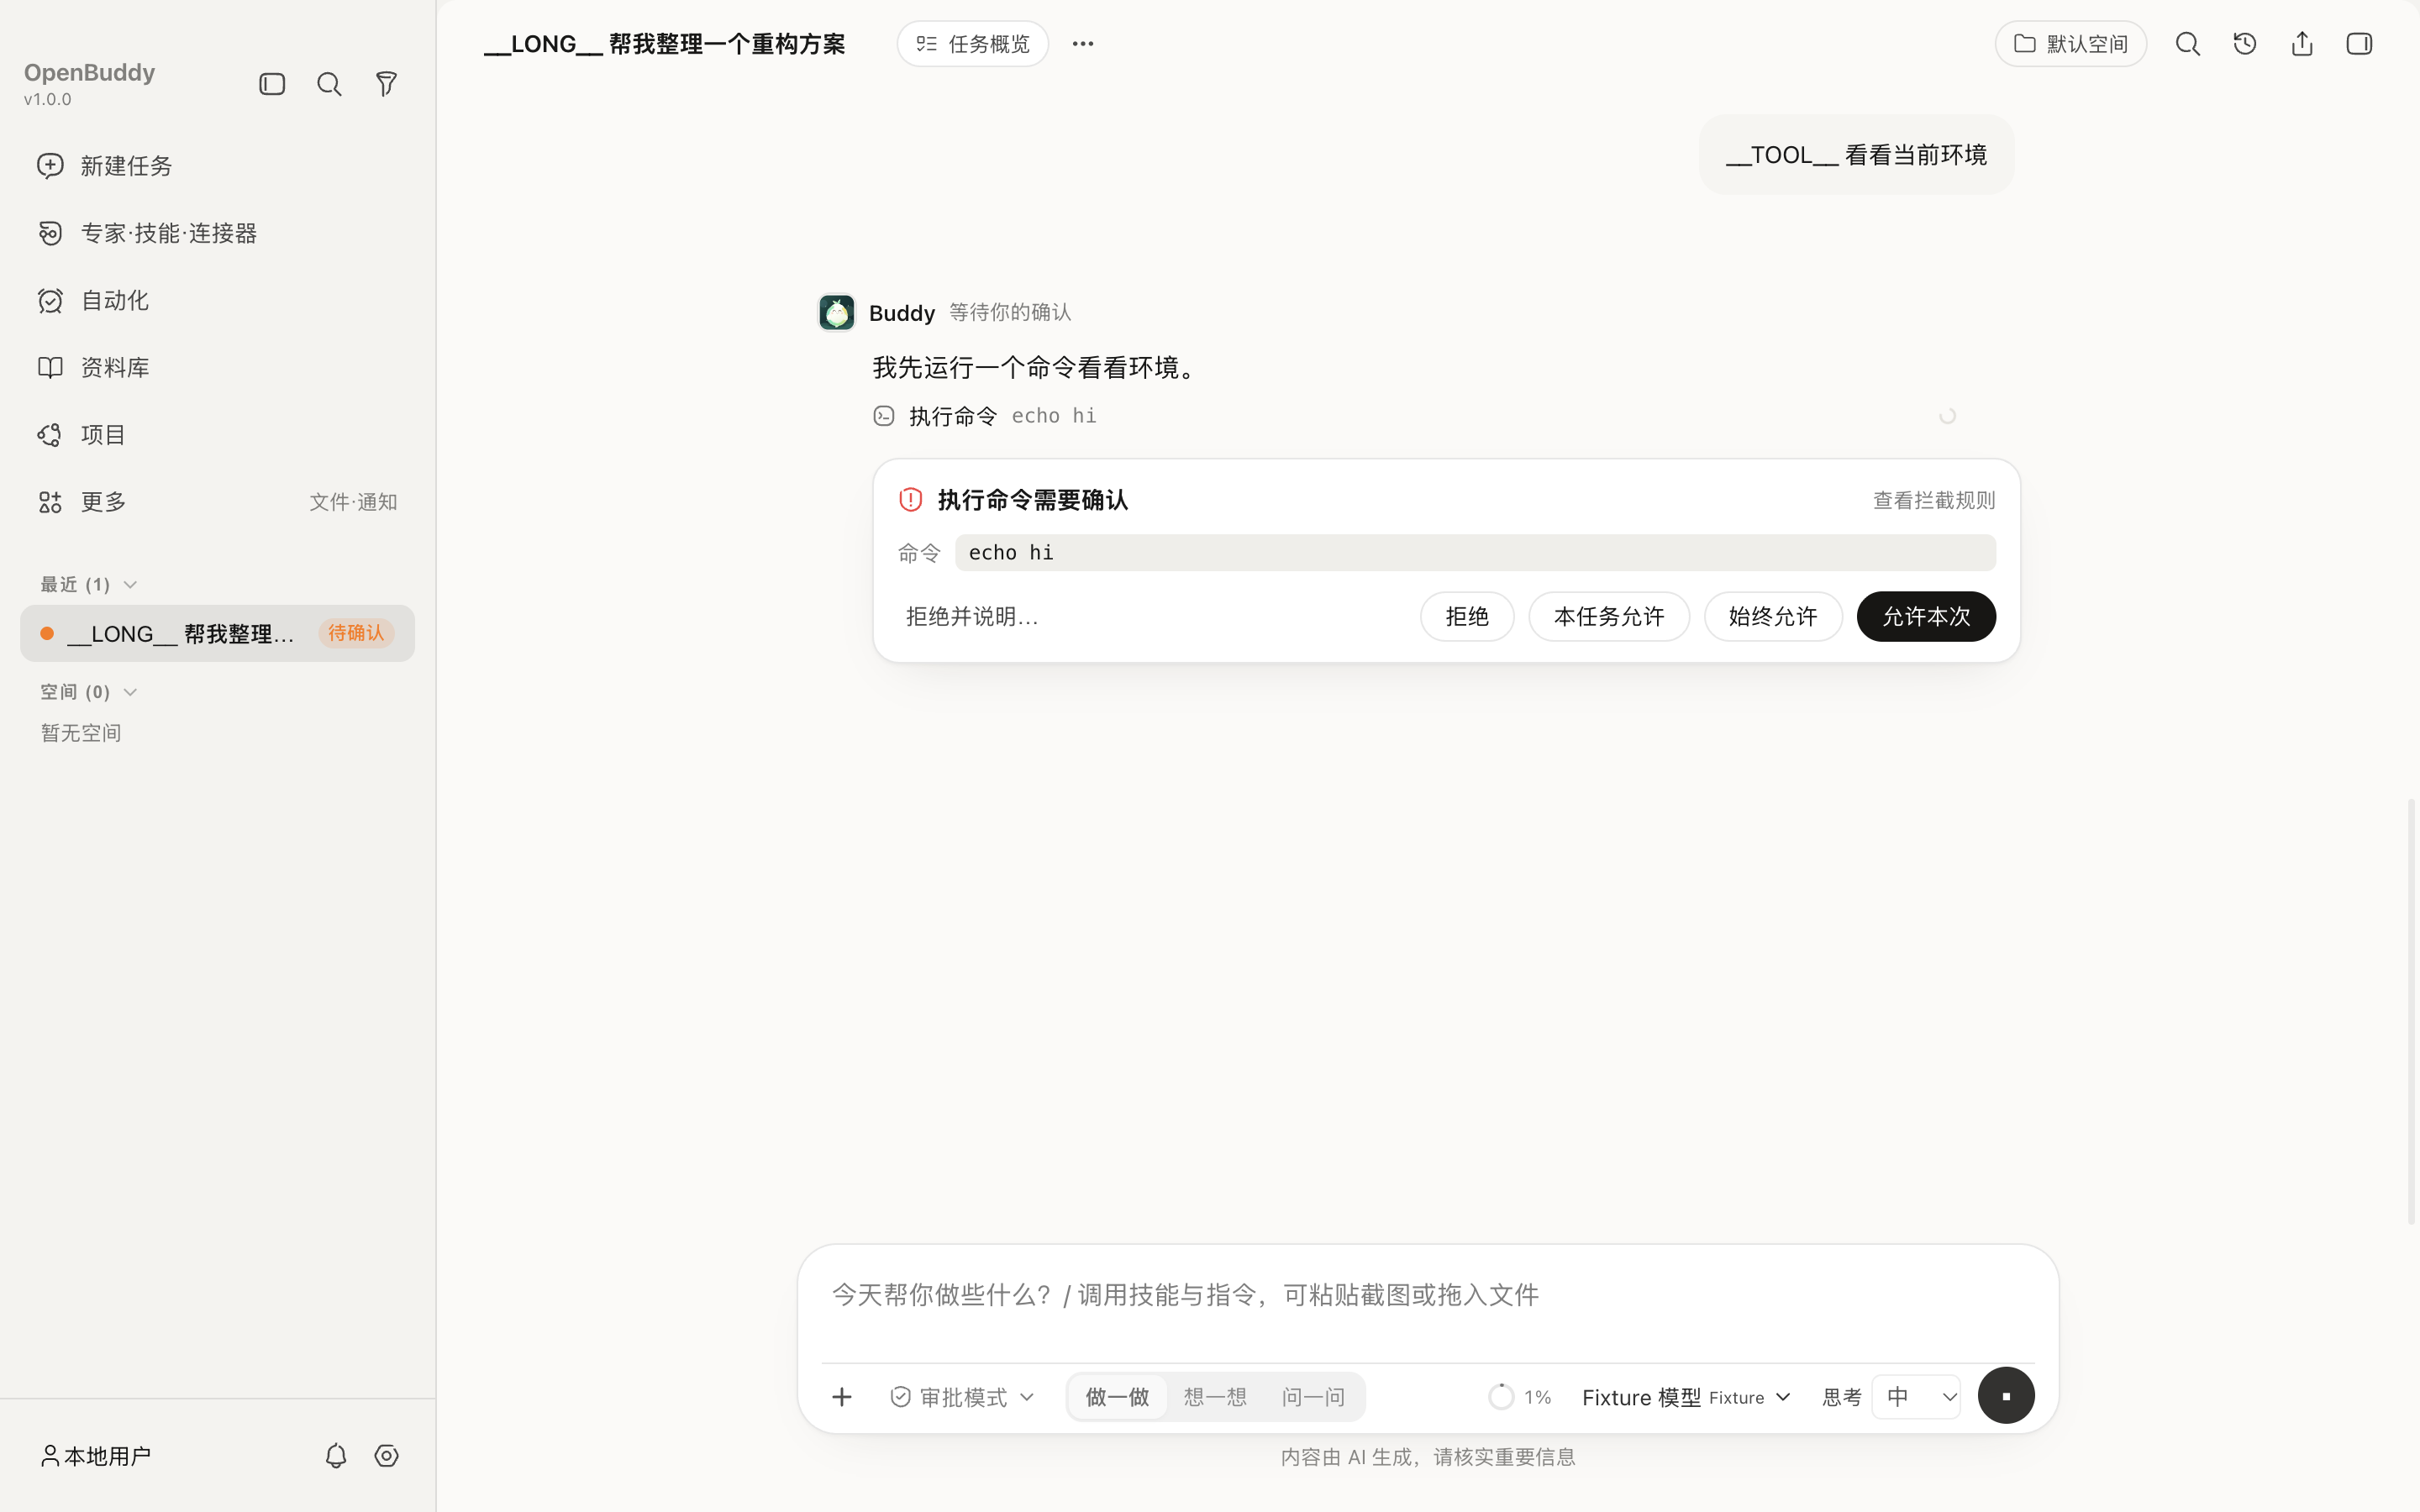 OpenBuddy
v1.0.0
新建任务
专家·技能·连接器
自动化
资料库
项目
更多 文件·通知
最近 (1)
__LONG__ 帮我整理… 待确认
空间 (0)
暂无空间
本地用户
__LONG__ 帮我整理一个重构方案 任务概览 默认空间
__TOOL__ 看看当前环境
Buddy 等待你的确认
我先运行一个命令看看环境。
执行命令 echo hi
执行命令需要确认 查看拦截规则
命令 echo hi
拒绝并说明… 拒绝 本任务允许 始终允许 允许本次
今天帮你做些什么？/ 调用技能与指令，可粘贴截图或拖入文件
审批模式 做一做 想一想 问一问 1% Fixture 模型 Fixture 思考 中
内容由 AI 生成，请核实重要信息